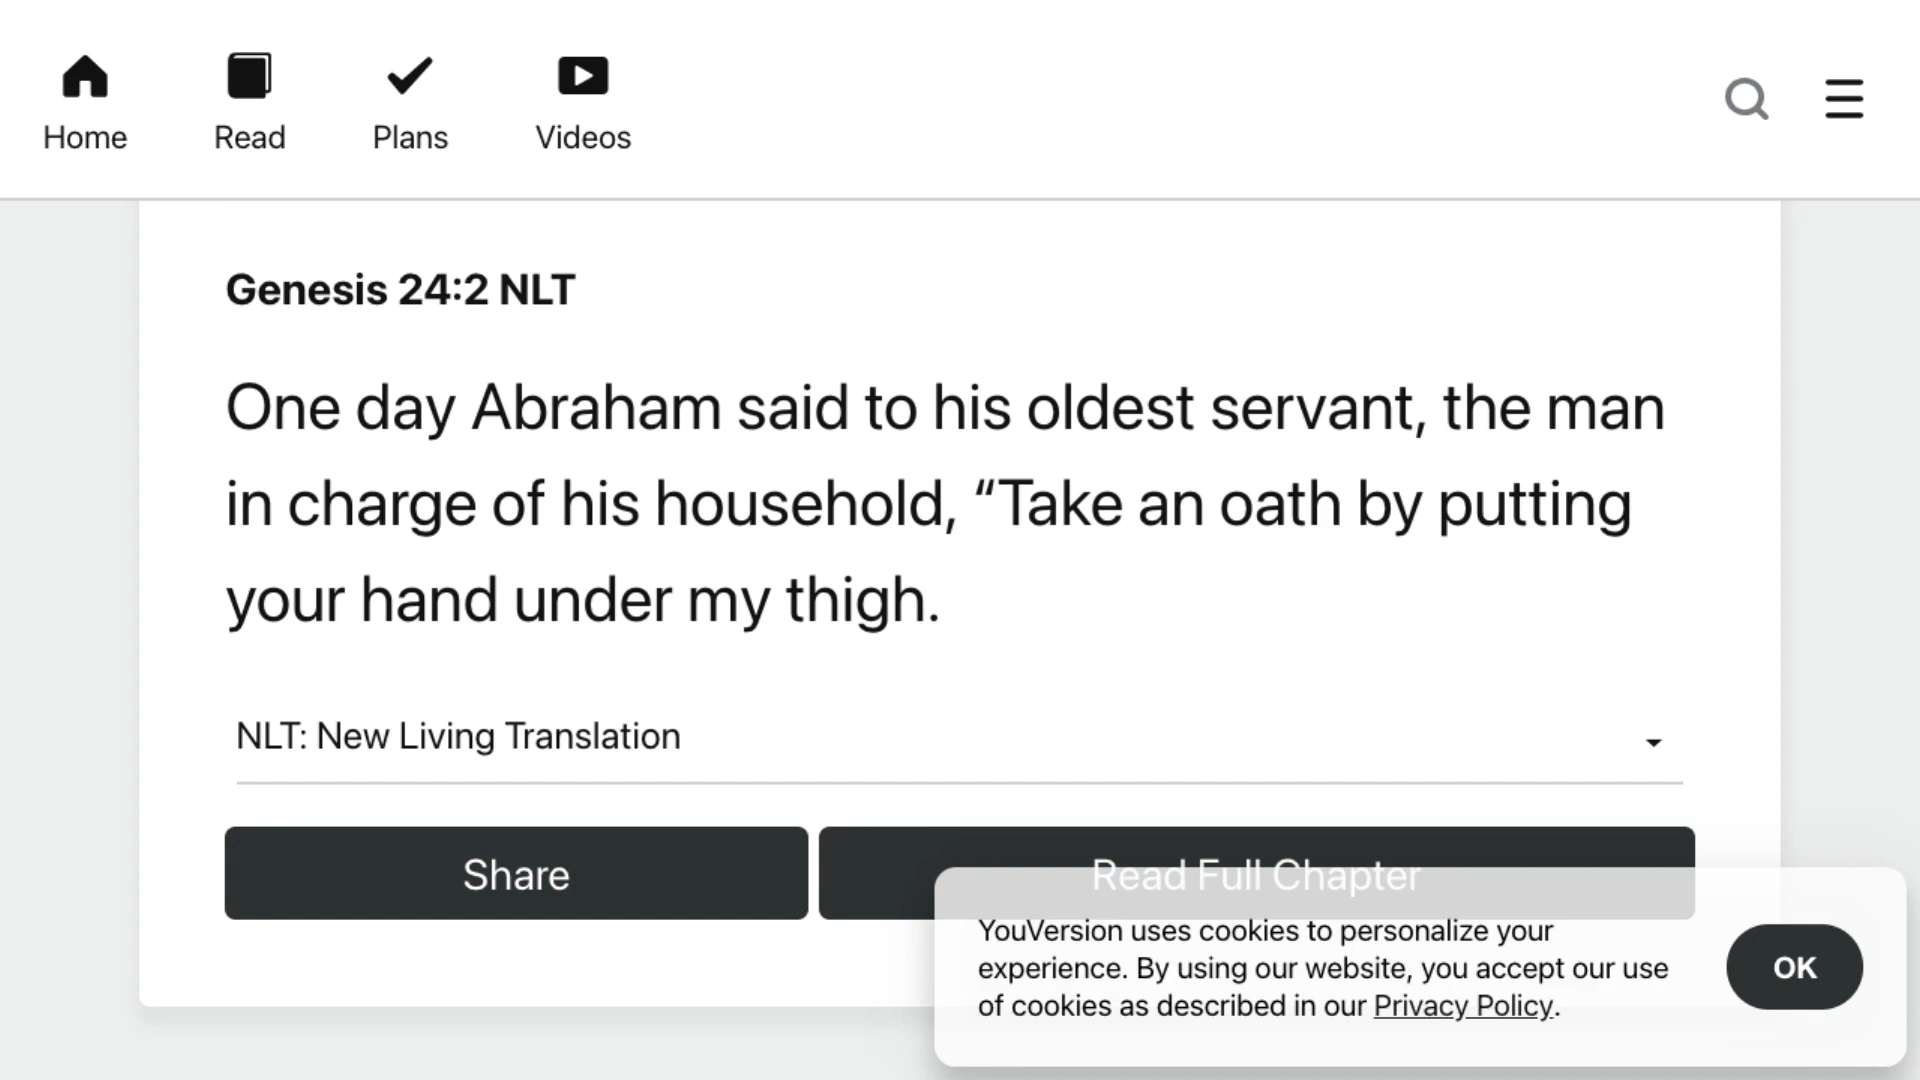 Home Read Plans Videos
Genesis 24:2 NLT
One day Abraham said to his oldest servant, the man
in charge of his household, “Take an oath by putting
your hand under my thigh.
NLT: New Living Translation
Share Read Full Chapter
YouVersion uses cookies to personalize your
experience. By using our website, you accept our use
of cookies as described in our Privacy Policy.
OK